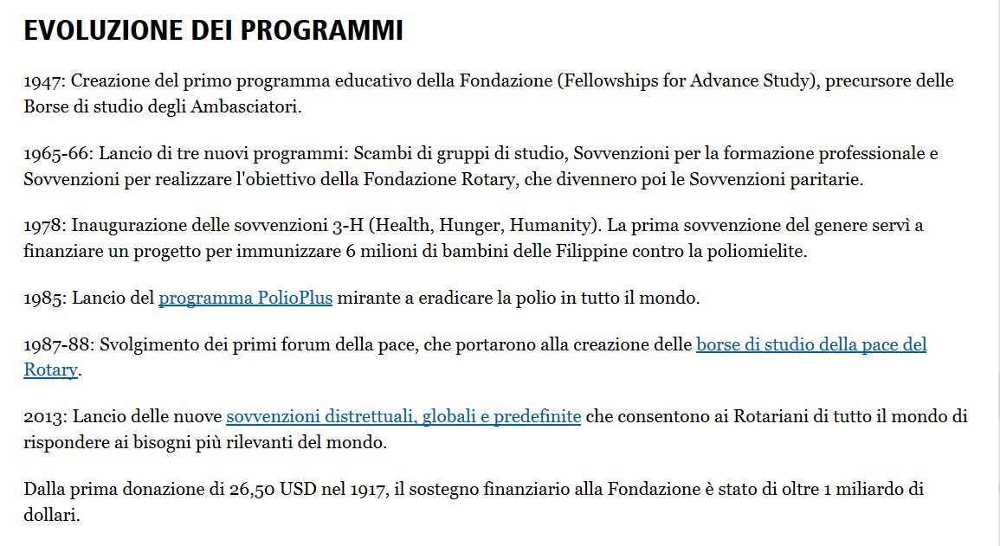 EVOLUZIONE DEI PROGRAMMI
1947: Creazione del primo programma educativo della Fondazione (Fellowships for Advance Study), precursore delle
Borse di studio degli Ambasciatori.
1965-66: Lancio di tre nuovi programmi: Scambi di gruppi di studio, Sovvenzioni per la formazione professionale e
Sovvenzioni per realizzare l'obiettivo della Fondazione Rotary, che divennero poi le Sovvenzioni paritarie.
1978: Inaugurazione delle sovvenzioni 3-H (Health, Hunger, Humanity). La prima sovvenzione del genere servì a
finanziare un progetto per immunizzare 6 milioni di bambini delle Filippine contro la poliomielite.
1985: Lancio del programma PolioPlus mirante a eradicare la polio in tutto il mondo.
1987-88: Svolgimento dei primi forum della pace, che portarono alla creazione delle borse di studio della pace del
Rotary.
2013: Lancio delle nuove sovvenzioni distrettuali, globali e predefinite che consentono ai Rotariani di tutto il mondo di
rispondere ai bisogni più rilevanti del mondo.
Dalla prima donazione di 26,50 USD nel 1917, il sostegno finanziario alla Fondazione è stato di oltre 1 miliardo di
dollari.